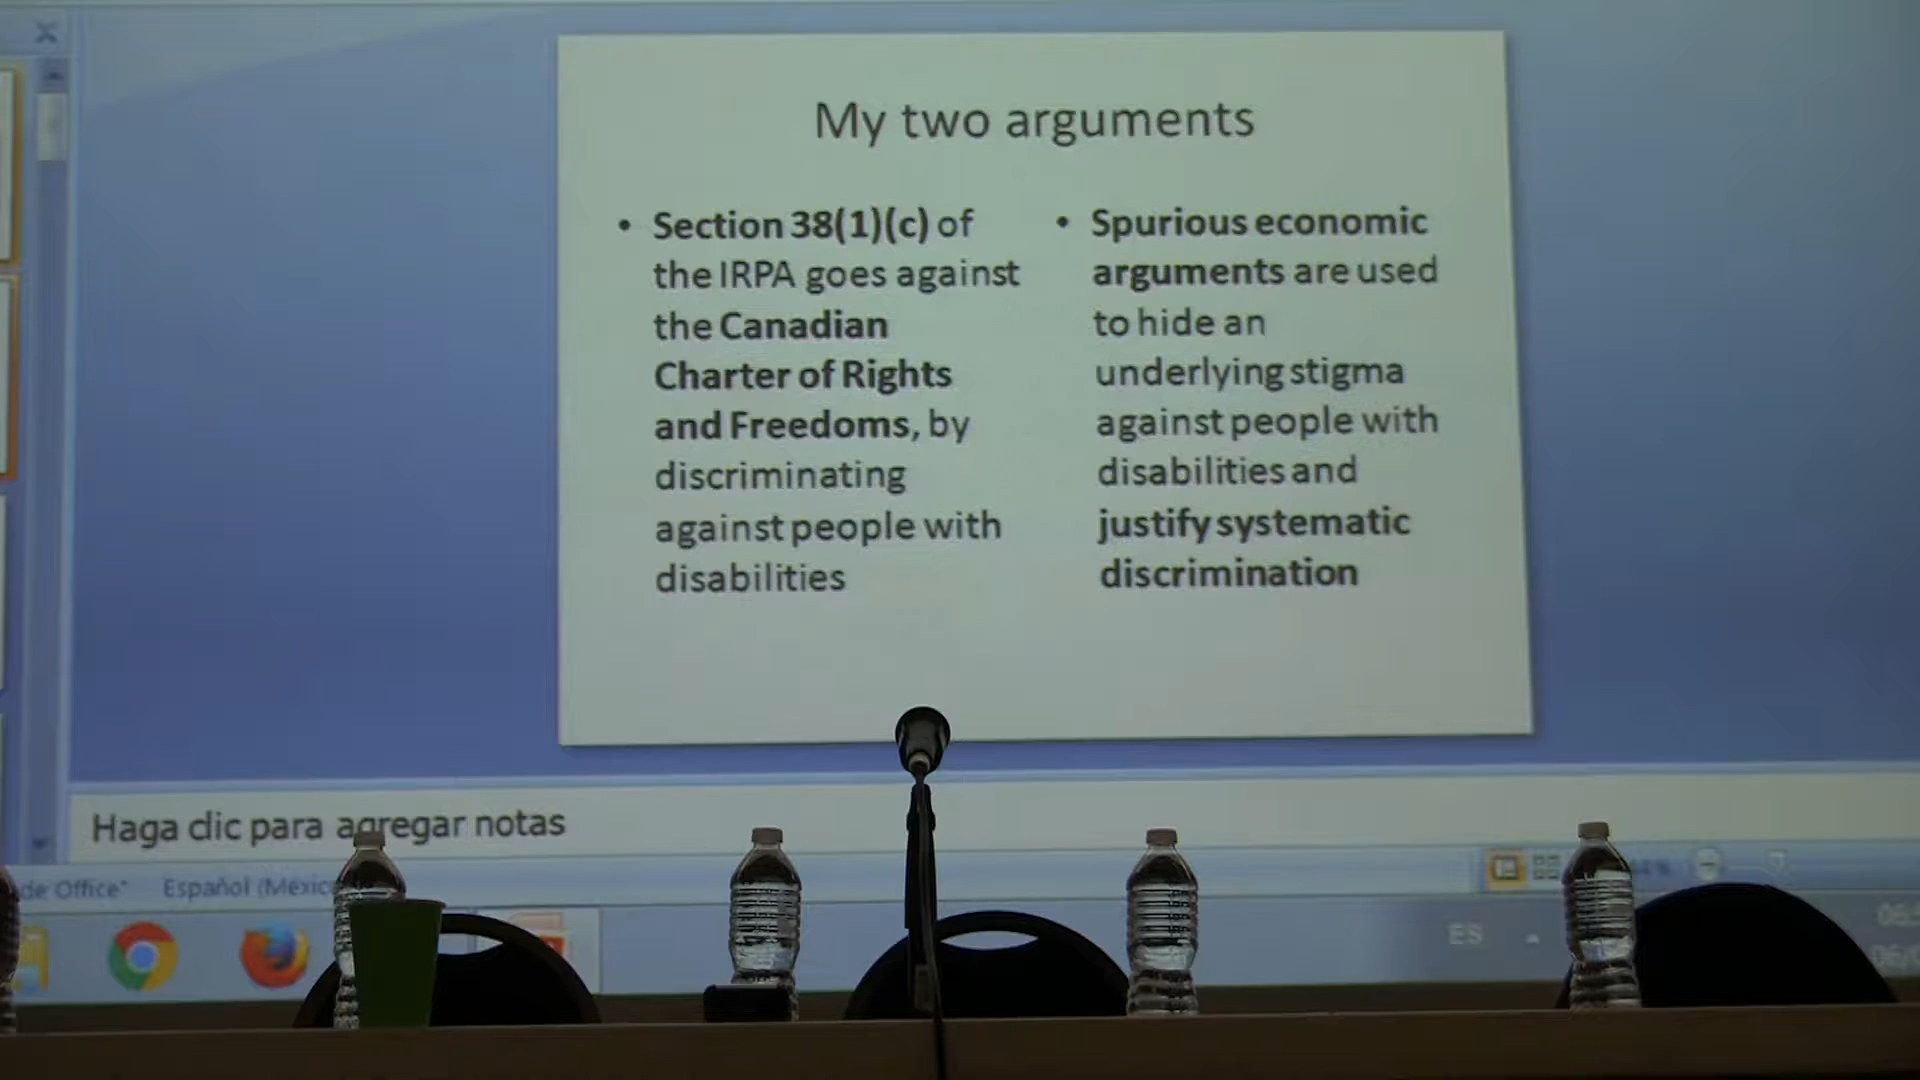 My two arguments
• Section 38(1)(c) of
the IRPA goes against
the Canadian
Charter of Rights
and Freedoms, by
discriminating
against people with
disabilities
• Spurious economic
arguments are used
to hide an
underlying stigma
against people with
disabilities and
justify systematic
discrimination
Haga clic para agregar notas
de Office"
Español (México
ES